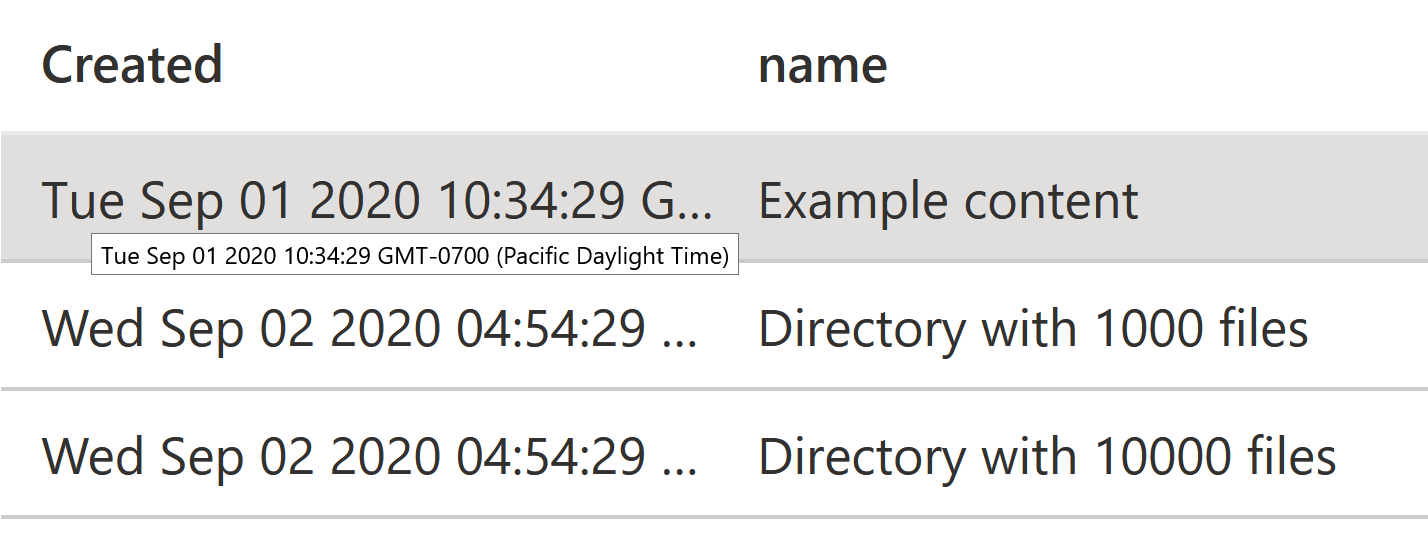 Created name
Tue Sep 01 2020 10:34:29 G... Example content
Tue Sep 01 2020 10:34:29 GMT-0700 (Pacific Daylight Time)
Wed Sep 02 2020 04:54:29 ... Directory with 1000 files
Wed Sep 02 2020 04:54:29 ... Directory with 10000 files